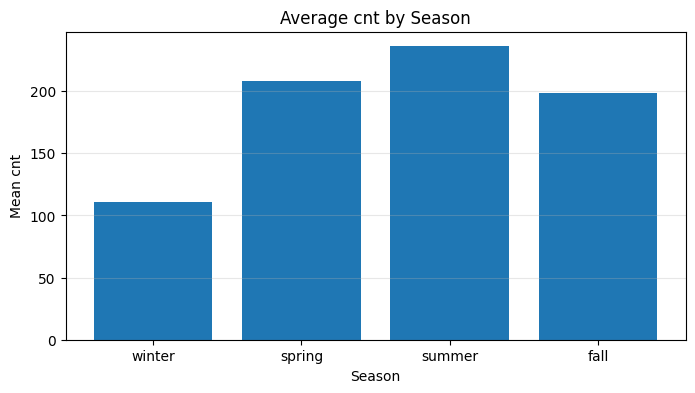 Average cnt by Season
Mean cnt
200
150
100
50
0
winter spring summer fall
Season